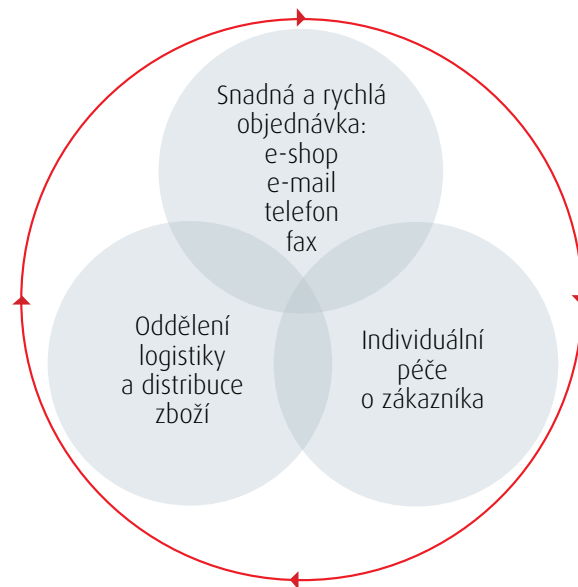 Snadná a rychlá
objednávka:
e-shop
e-mail
telefon
fax
Oddělení
logistiky
a distribuce
zboží
Individuální
péče
o zákazníka